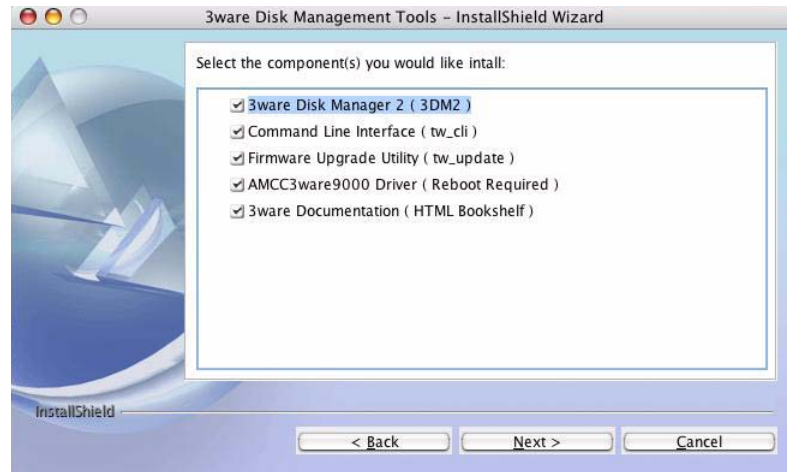 3ware Disk Management Tools – InstallShield Wizard
Select the component(s) you would like intall:
3ware Disk Manager 2 ( 3DM2 )
Command Line Interface ( tw_cli )
Firmware Upgrade Utility ( tw_update )
AMCC3ware9000 Driver ( Reboot Required )
3ware Documentation ( HTML Bookshelf )
InstallShield
< Back
Next >
Cancel